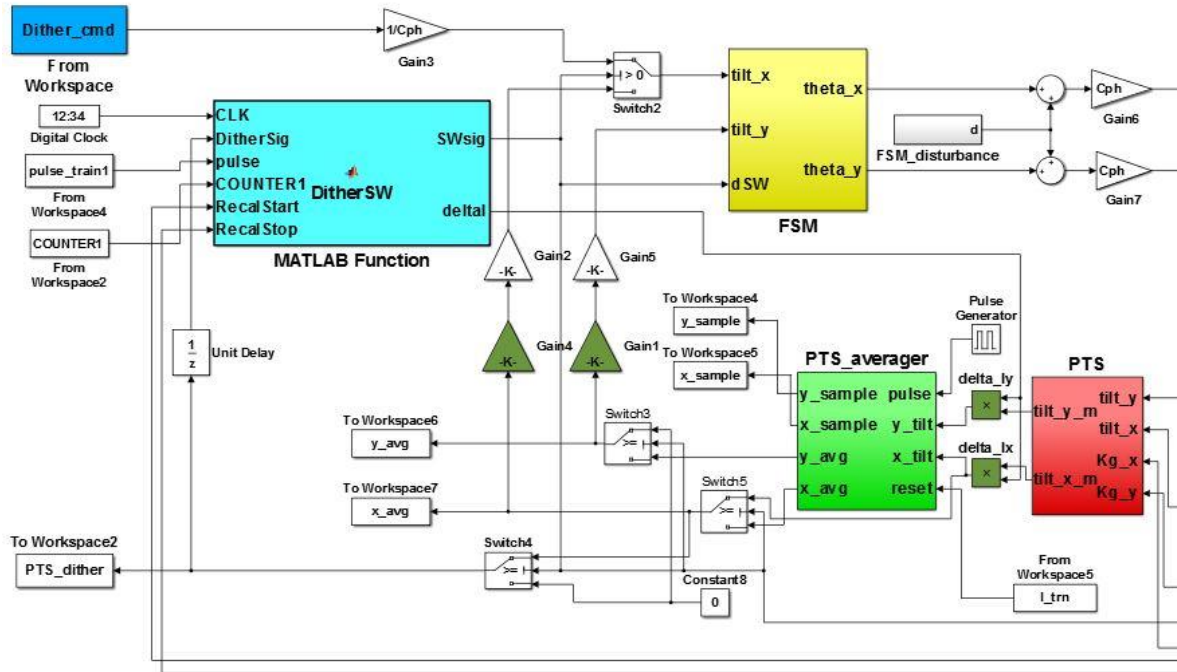 Dither_cmd
From
Workspace
1/Cph
Gain3
> 0
Switch2
12:34
Digital Clock
pulse_train1
From
Workspace4
COUNTER1
From
Workspace2
CLK
DitherSig
pulse
COUNTER1
RecalStart
RecalStop
DitherSW
SWsig
deltaI
MATLAB Function
tilt_x
tilt_y
dSW
theta_x
theta_y
FSM
d
FSM_disturbance
+
+
+
+
Cph
Gain6
Cph
Gain7
-K-
Gain2
-K-
Gain5
-K-
Gain4
-K-
Gain1
1
z
Unit Delay
To Workspace4
y_sample
To Workspace5
x_sample
Pulse
Generator
PTS_averager
y_sample
x_sample
y_avg
x_avg
pulse
y_tilt
x_tilt
reset
delta_Iy
×
delta_Ix
×
PTS
tilt_y_m
tilt_x_m
tilt_y
tilt_x
Kg_x
Kg_y
To Workspace6
y_avg
Switch3
>=
To Workspace7
x_avg
Switch5
>=
To Workspace2
PTS_dither
Switch4
>=
Constant8
0
From
Workspace5
I_trn